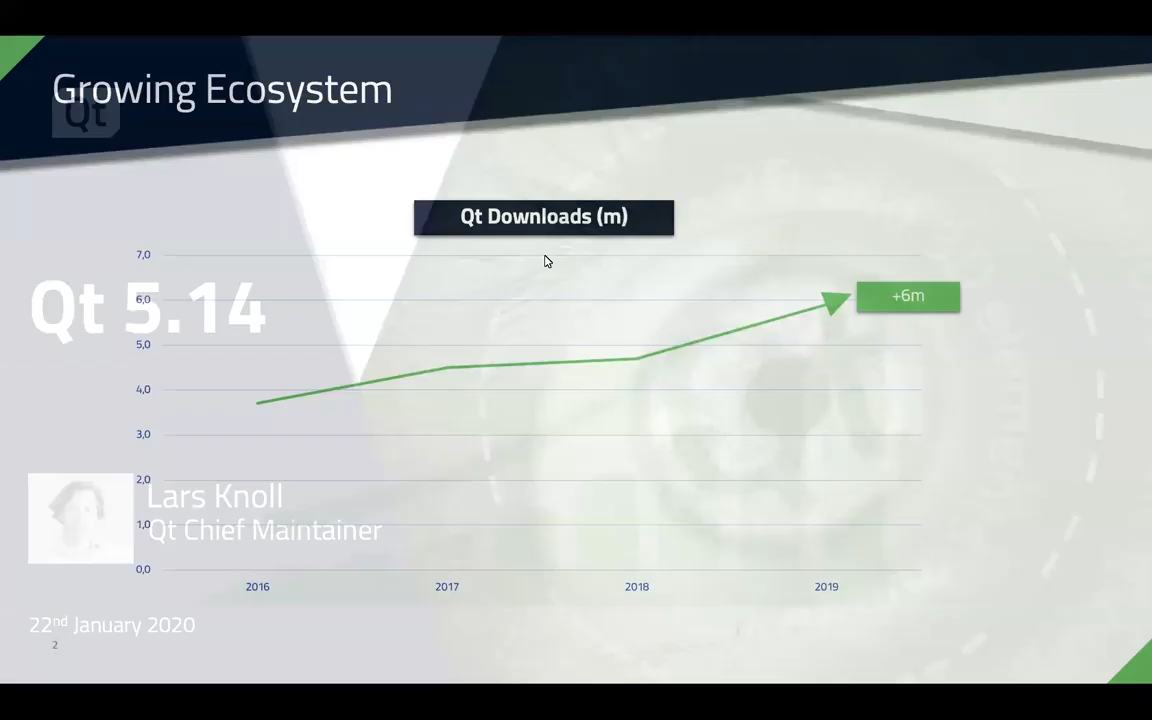 Growing Ecosystem
Qt
Qt Downloads (m)
7,0
Qt 5.14
6,0
+6m
5,0
4,0
3,0
2,0
Lars Knoll
1,0
Qt Chief Maintainer
0,0
2016 2017 2018 2019
22nd January 2020
2